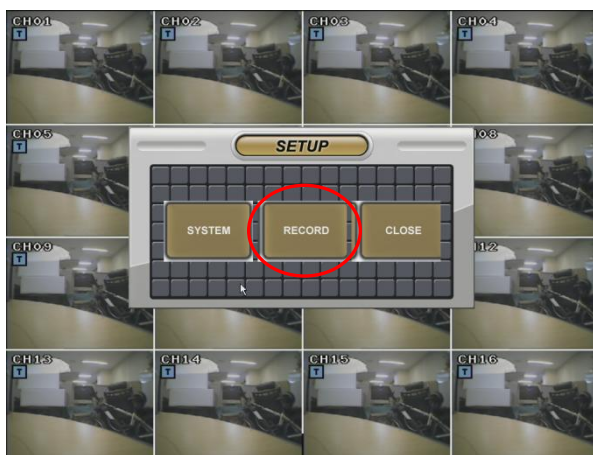 CH01 CH02 CH03 CH04
T T T T
SETUP
CH05 08
T
SYSTEM RECORD CLOSE
CH09 12
T
CH13 CH14 CH15 CH16
T T T T